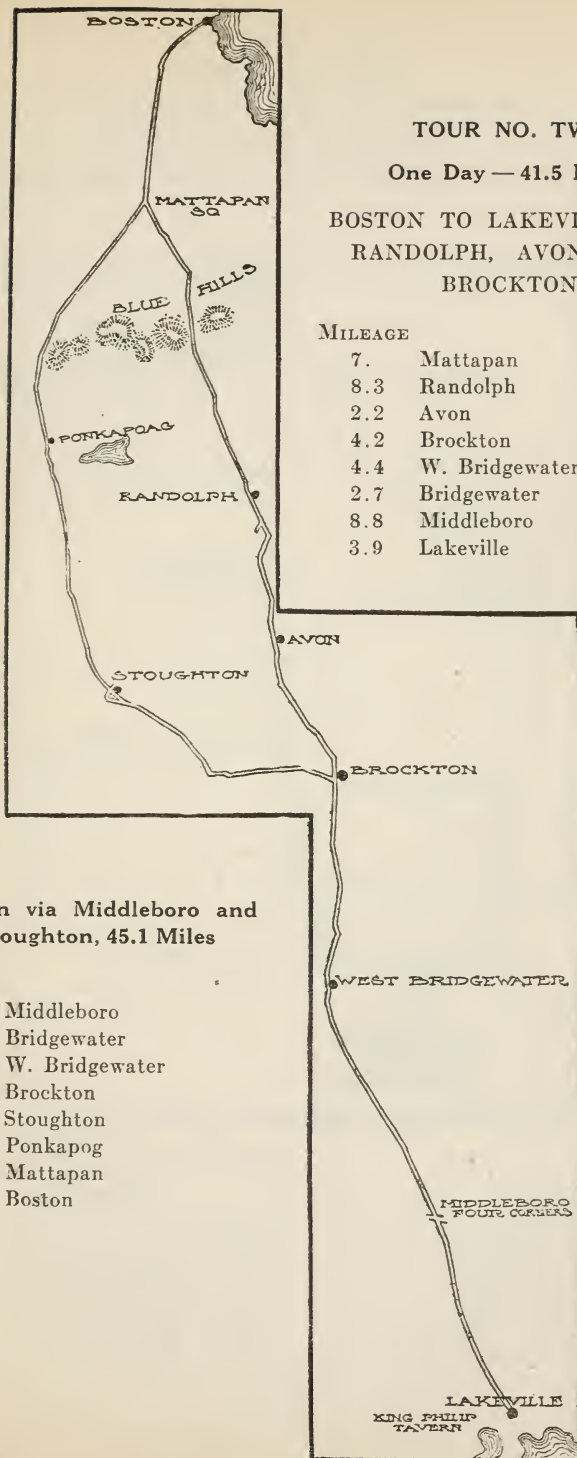 BOSTON
TOUR NO. TW
One Day — 41.5
MATTAPAN
SQ
BOSTON TO LAKEVI
RANDOLPH, AVON
BROCKTON
BLUE HILLS
MILEAGE
7. Mattapan
8.3 Randolph
2.2 Avon
4.2 Brockton
4.4 W. Bridgewater
2.7 Bridgewater
8.8 Middleboro
3.9 Lakeville
PONKAPOAG
RANDOLPH
AVON
STOUGHTON
BROCKTON
n via Middleboro and
oughton, 45.1 Miles
WEST BRIDGEWATER
Middleboro
Bridgewater
W. Bridgewater
Brockton
Stoughton
Ponkapog
Mattapan
Boston
MIDDLEBORO
FOUR CORNERS
LAKEVILLE
KING PHILIP
TAVERN